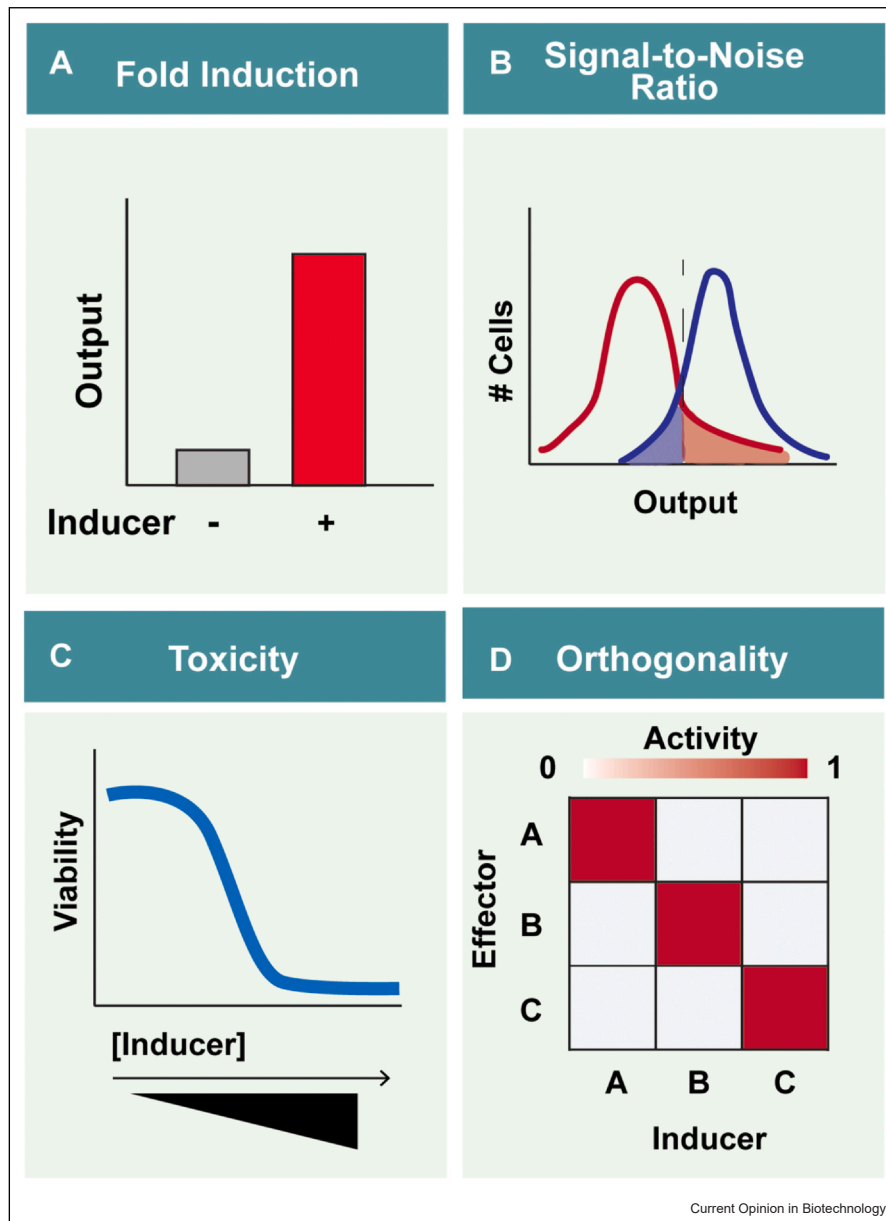 A Fold Induction
Output
Inducer - +
B Signal-to-Noise
Ratio
# Cells
Output
C Toxicity
Viability
[Inducer]
D Orthogonality
Activity
0 1
Effector
A
B
C
A B C
Inducer
Current Opinion in Biotechnology